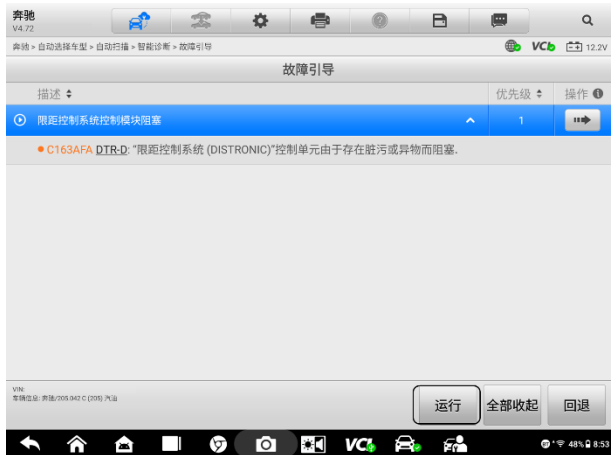 奔驰
V4.72
奔驰 > 自动选择车型 > 自动扫描 > 智能诊断 > 故障引导
VCI 12.2V
故障引导
描述 优先级 操作
限距控制系统控制模块阻塞 1
C163AFA DTR-D: "限距控制系统 (DISTRONIC)"控制单元由于存在脏污或异物而阻塞.
VIN:
车辆信息: 奔驰/205.042 C (205) 汽油
运行 全部收起 回退
VCI 48% 8:53